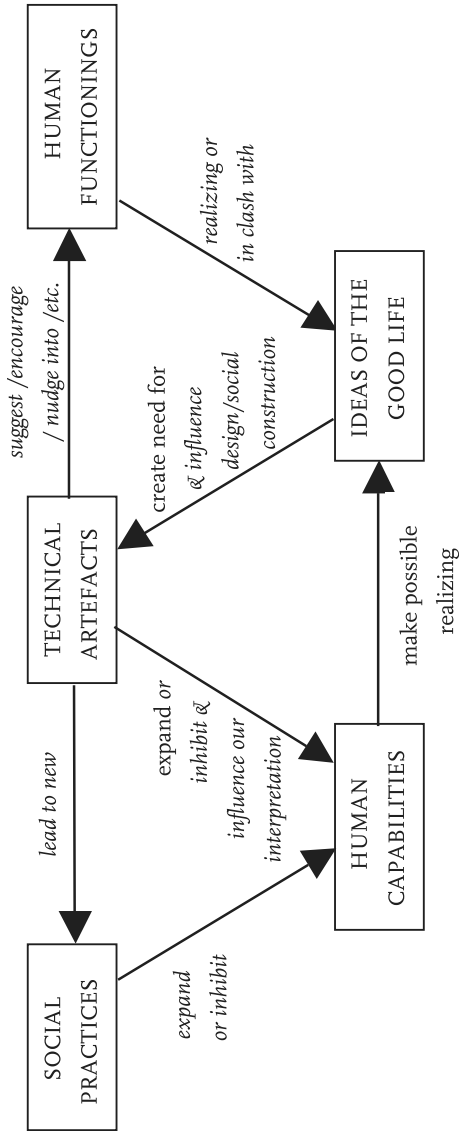 SOCIAL
PRACTICES
lead to new
TECHNICAL
ARTEFACTS
suggest /encourage
/ nudge into /etc.
HUMAN
FUNCTIONINGS
expand
or inhibit
expand or
inhibit &
influence our
interpretation
create need for
& influence
design/social
construction
realizing or
in clash with
HUMAN
CAPABILITIES
make possible
realizing
IDEAS OF THE
GOOD LIFE